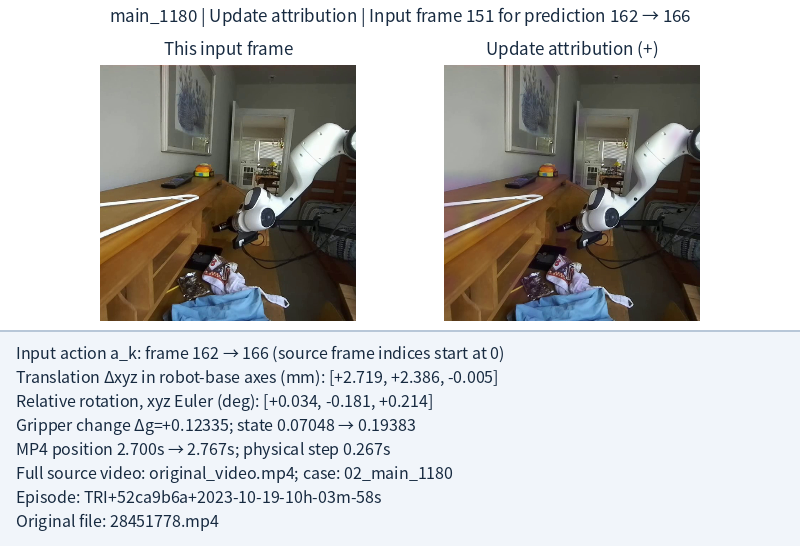 main_1180 | Update attribution | Input frame 151 for prediction 162 → 166
This input frame
Update attribution (+)
Input action a_k: frame 162 → 166 (source frame indices start at 0)
Translation Δxyz in robot-base axes (mm): [+2.719, +2.386, -0.005]
Relative rotation, xyz Euler (deg): [+0.034, -0.181, +0.214]
Gripper change Δg=+0.12335; state 0.07048 → 0.19383
MP4 position 2.700s → 2.767s; physical step 0.267s
Full source video: original_video.mp4; case: 02_main_1180
Episode: TRI+52ca9b6a+2023-10-19-10h-03m-58s
Original file: 28451778.mp4